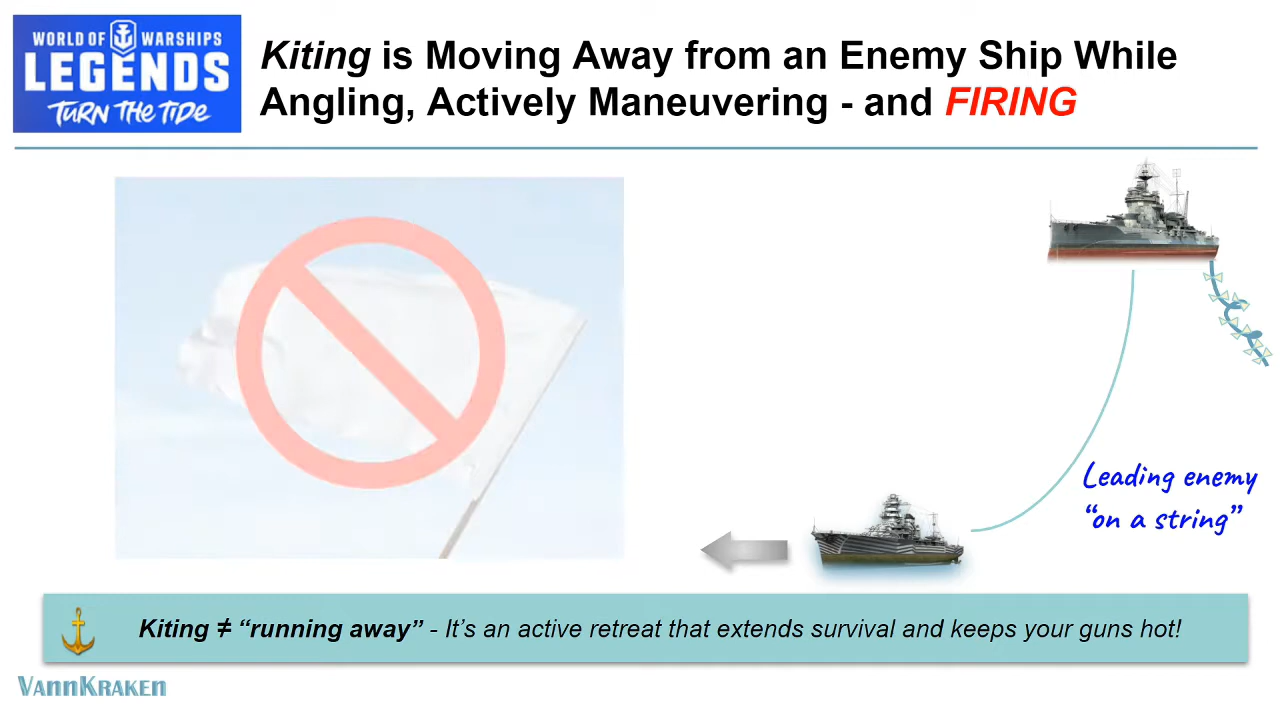 WORLD OF WARSHIPS
LEGENDS
TURN THE TIDE
Kiting is Moving Away from an Enemy Ship While
Angling, Actively Maneuvering - and FIRING
Leading enemy
“on a string”
Kiting ≠ “running away” - It’s an active retreat that extends survival and keeps your guns hot!
VANNKRAKEN